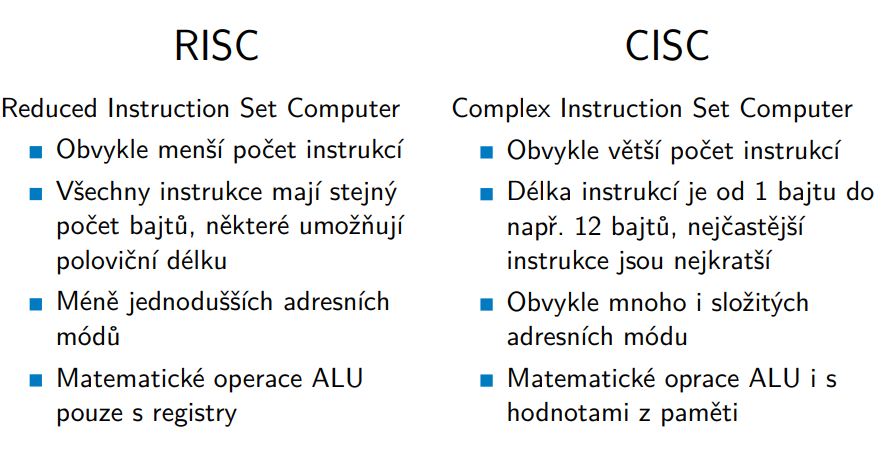 RISC
Reduced Instruction Set Computer
Obvykle menší počet instrukcí
Všechny instrukce mají stejný
počet bajtů, některé umožňují
poloviční délku
Méně jednodušších adresních
módů
Matematické operace ALU
pouze s registry
CISC
Complex Instruction Set Computer
Obvykle větší počet instrukcí
Délka instrukcí je od 1 bajtu do
např. 12 bajtů, nejčastější
instrukce jsou nejkratší
Obvykle mnoho i složitých
adresních módu
Matematické oprace ALU i s
hodnotami z paměti